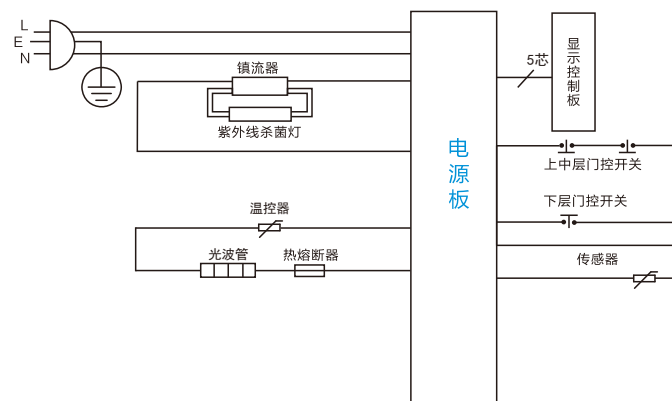 L
E
N
镇流器
紫外线杀菌灯
温控器
光波管
热熔断器
电
源
板
5芯
显
示
控
制
板
上中层门控开关
下层门控开关
传感器